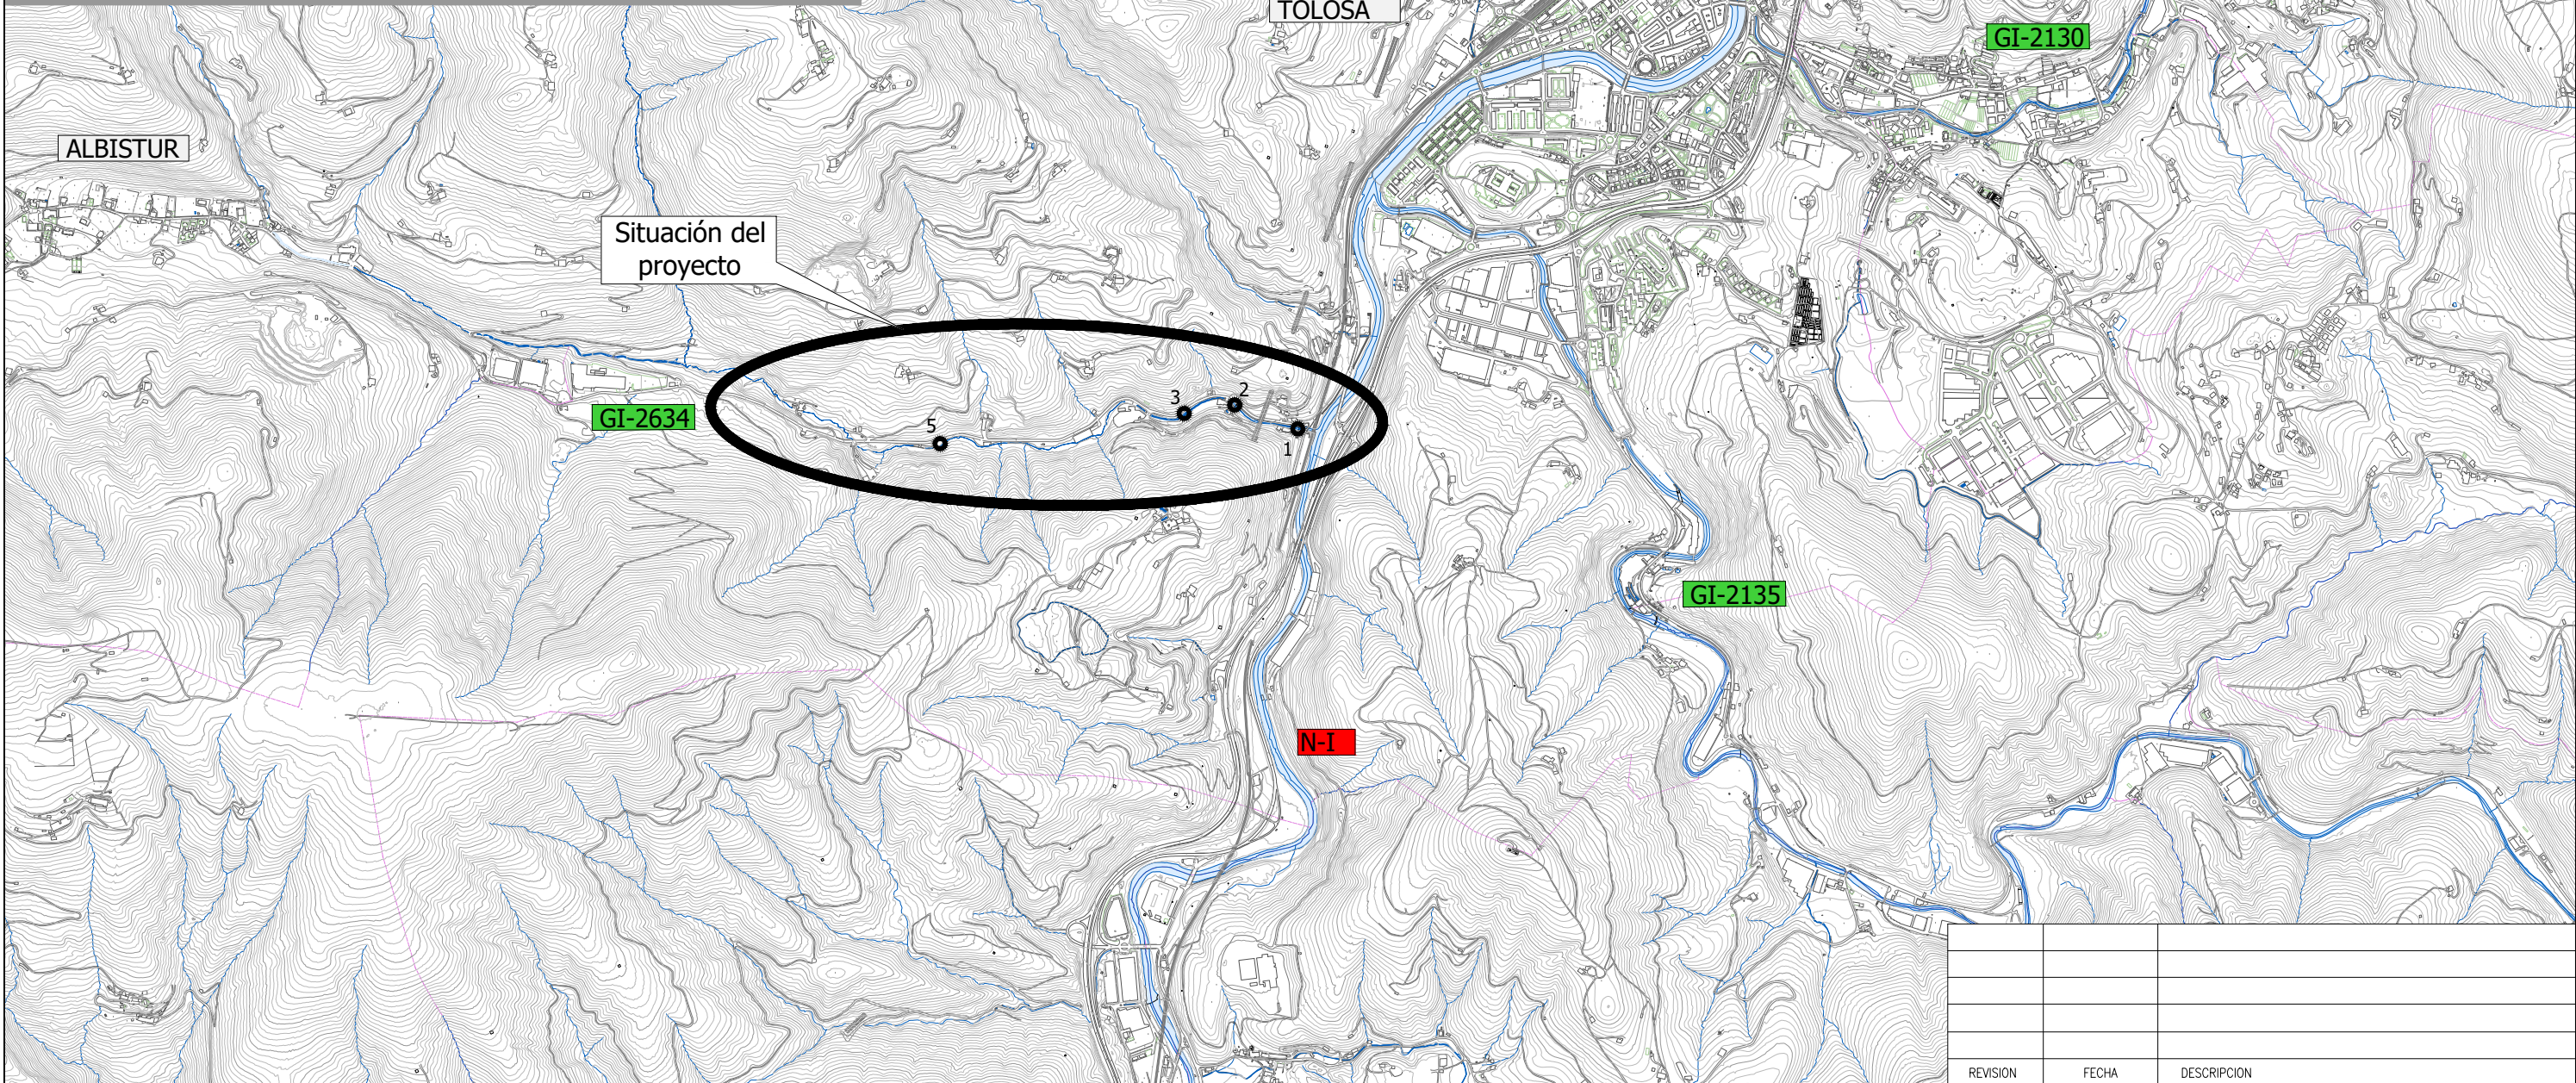 TOLOSA
GI-2130
ALBISTUR
Situación del
proyecto
GI-2634
3
2
5
1
GI-2135
N-I
REVISION FECHA DESCRIPCION